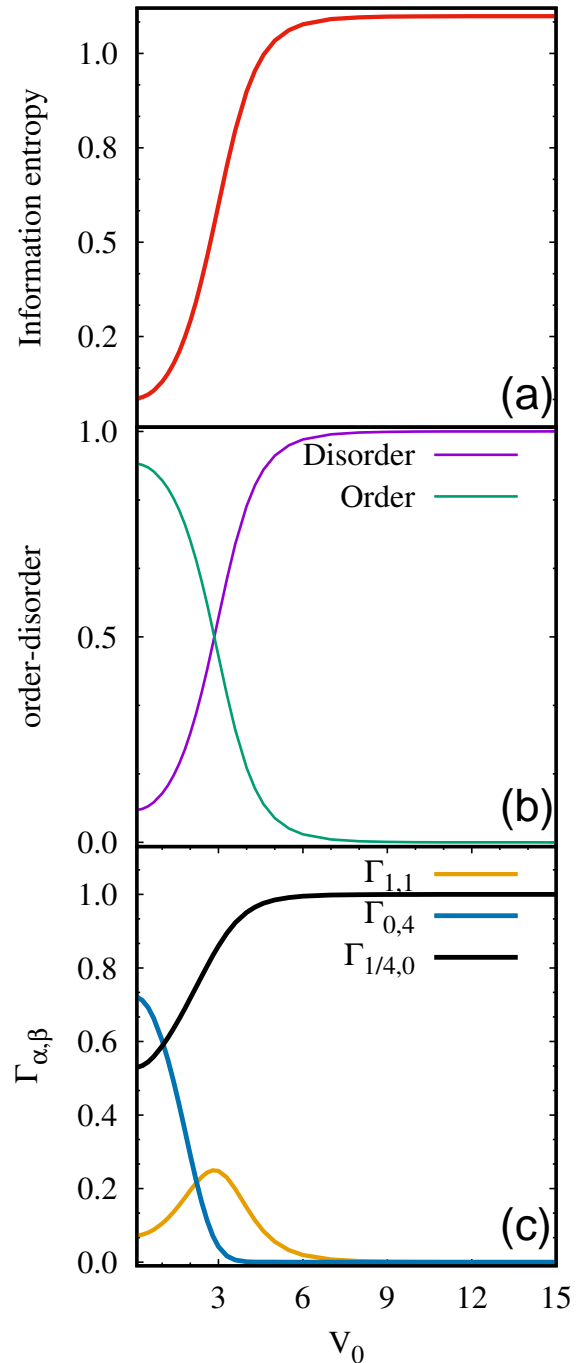 Information entropy
1.0
0.8
0.5
0.2
(a)
order-disorder
1.0
0.5
0.0
Disorder
Order
(b)
Γα,β
1.0
0.8
0.6
0.4
0.2
0.0
Γ1,1
Γ0,4
Γ1/4,0
(c)
3 6 9 12 15
V0